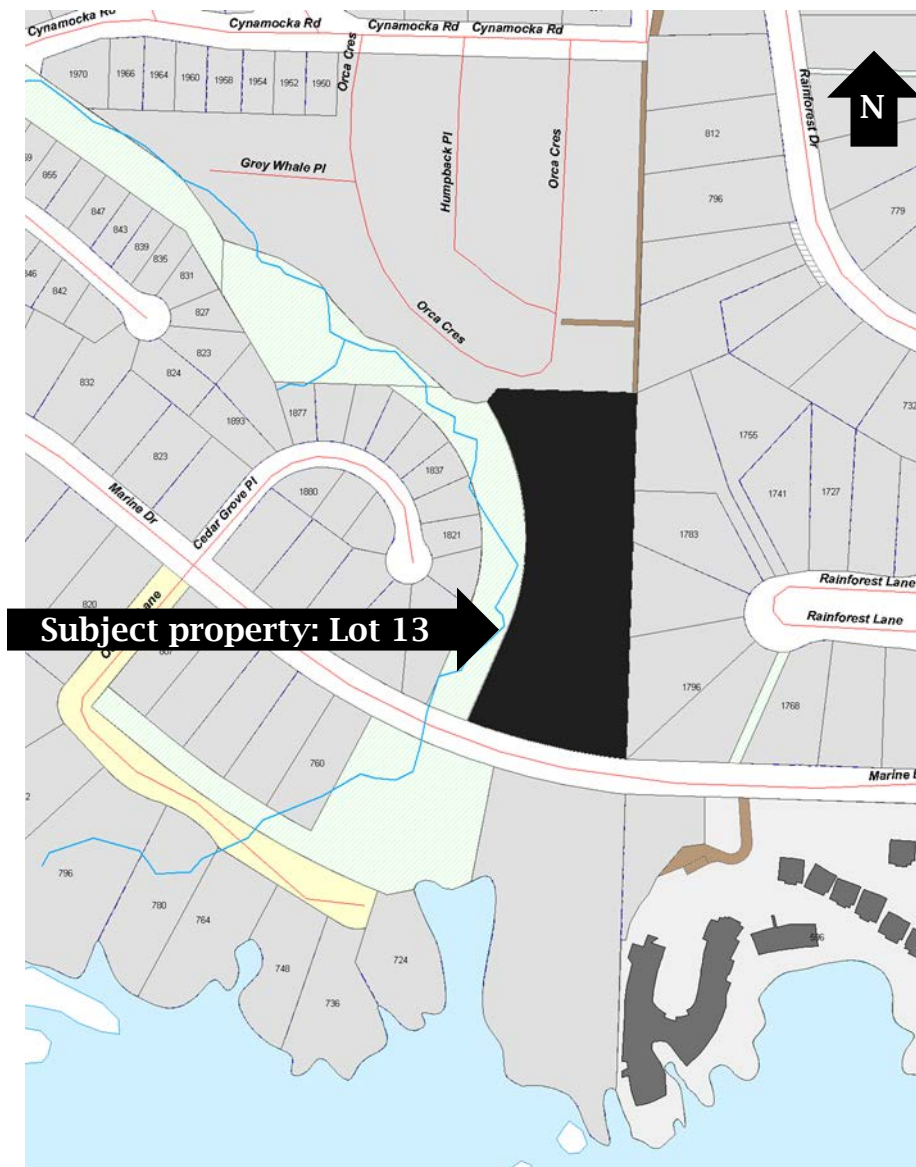 Cynamocka Rd
Cynamocka Rd
Cynamocka Rd
Cynamocka Rd
1970
1966
1964
1960
1958
1954
1952
1950
Orca Cres
Rainforest Dr
N
812
Grey Whale Pl
Humpback Pl
Orca Cres
855
796
847
779
843
839
835
831
842
827
Orca Cres
823
832
824
1893
1877
732
1755
823
1837
1741
1727
1880
Marine Dr
Cedar Grove Pl
1821
1783
Rainforest Lane
820
Lane
Rainforest Lane
Subject property: Lot 13
1796
1768
760
Marine
796
780
764
724
748
736